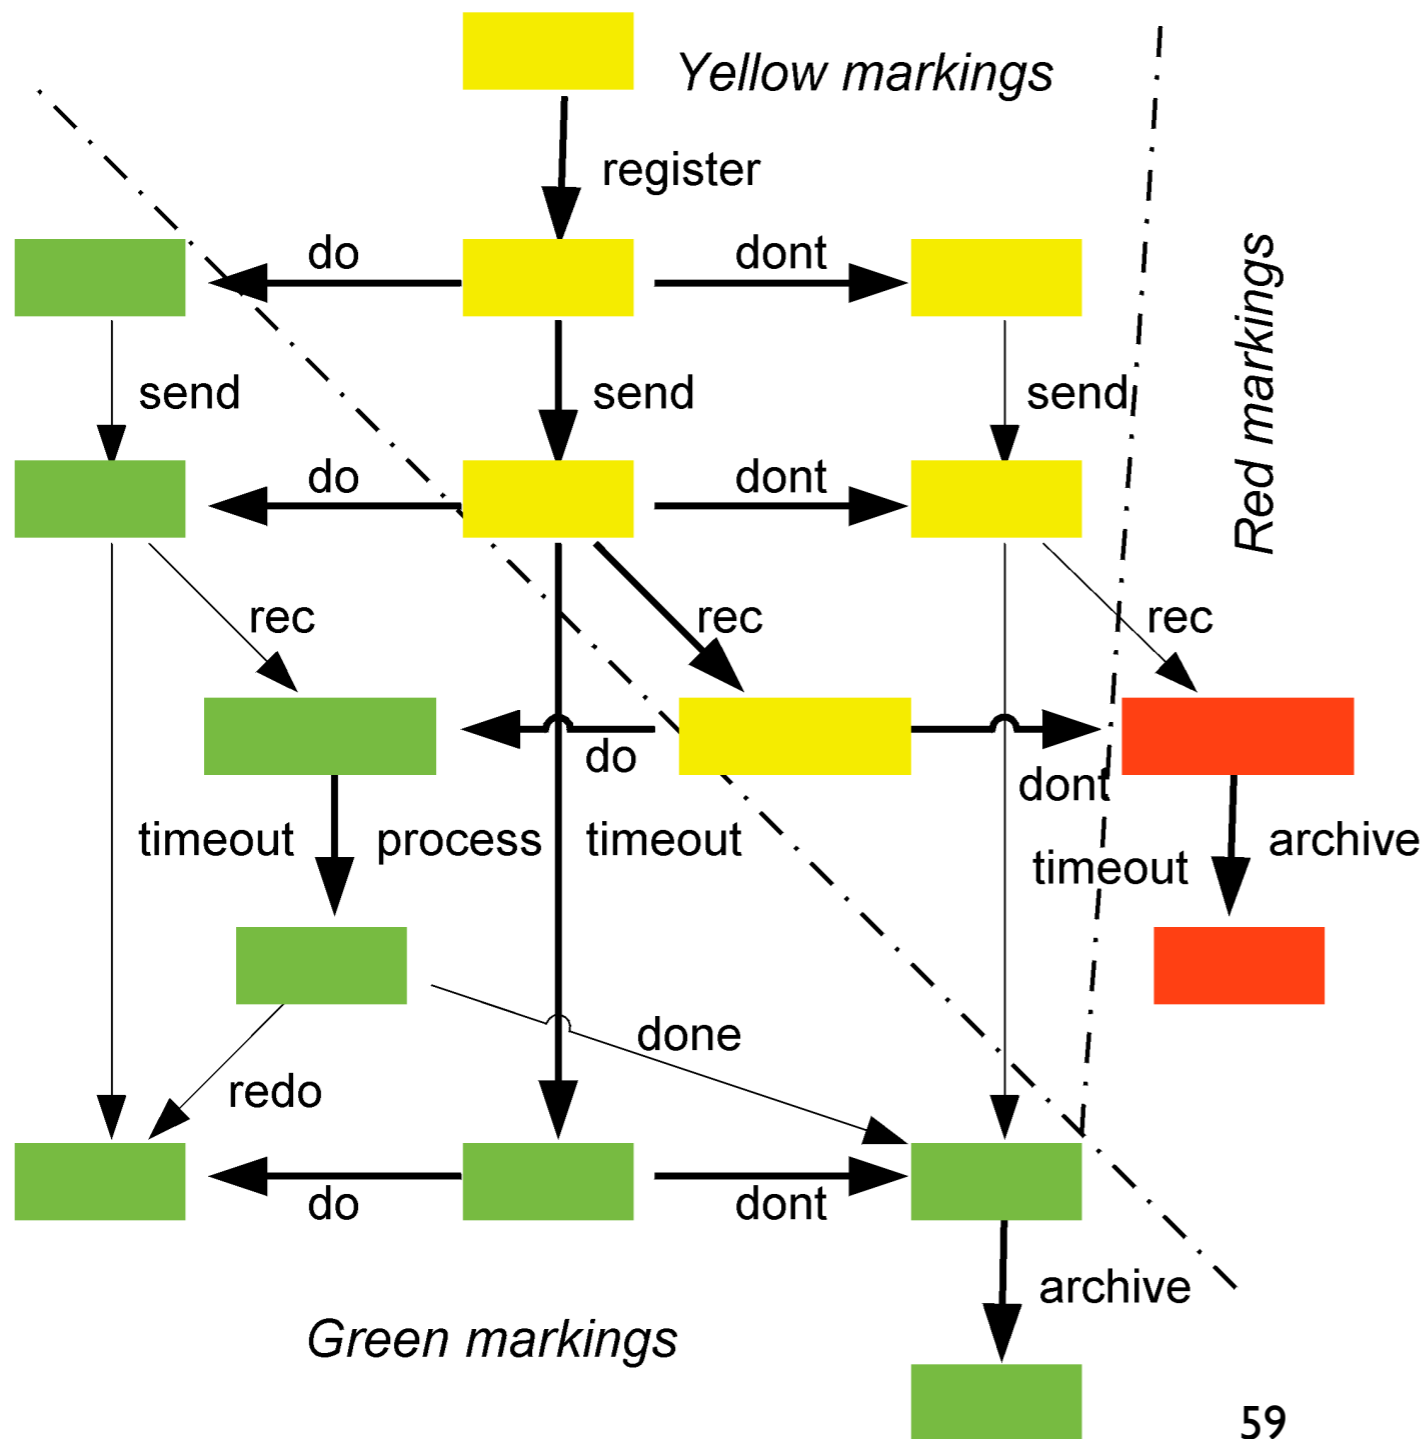 Yellow markings
register
do
dont
Red markings
send
send
send
do
dont
rec
rec
rec
do
dont
timeout
process
timeout
timeout
archive
done
redo
do
dont
archive
Green markings
59